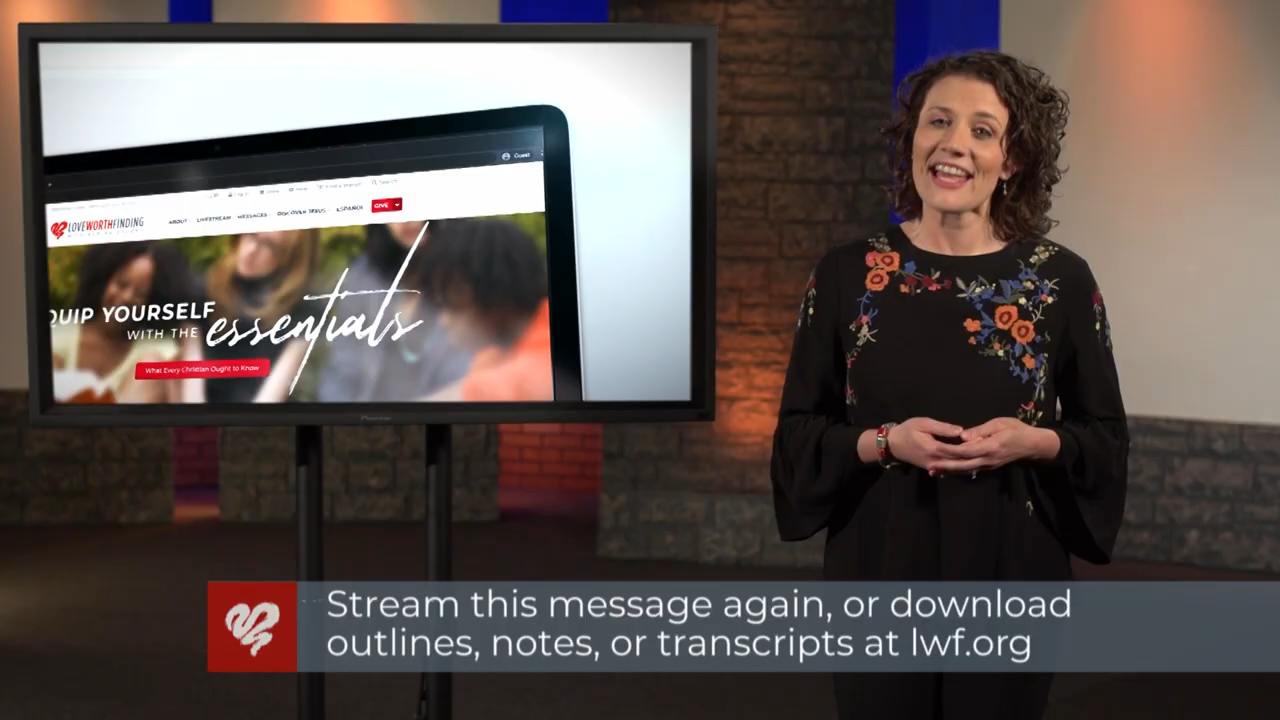 Guest
LOVEWORTHFINDING
ABOUT LIVESTREAM MESSAGES DISCOVER JESUS ESPAÑOL GIVE
QUIP YOURSELF
WITH THE essentials
What Every Christian Ought to Know
Stream this message again, or download
outlines, notes, or transcripts at lwf.org